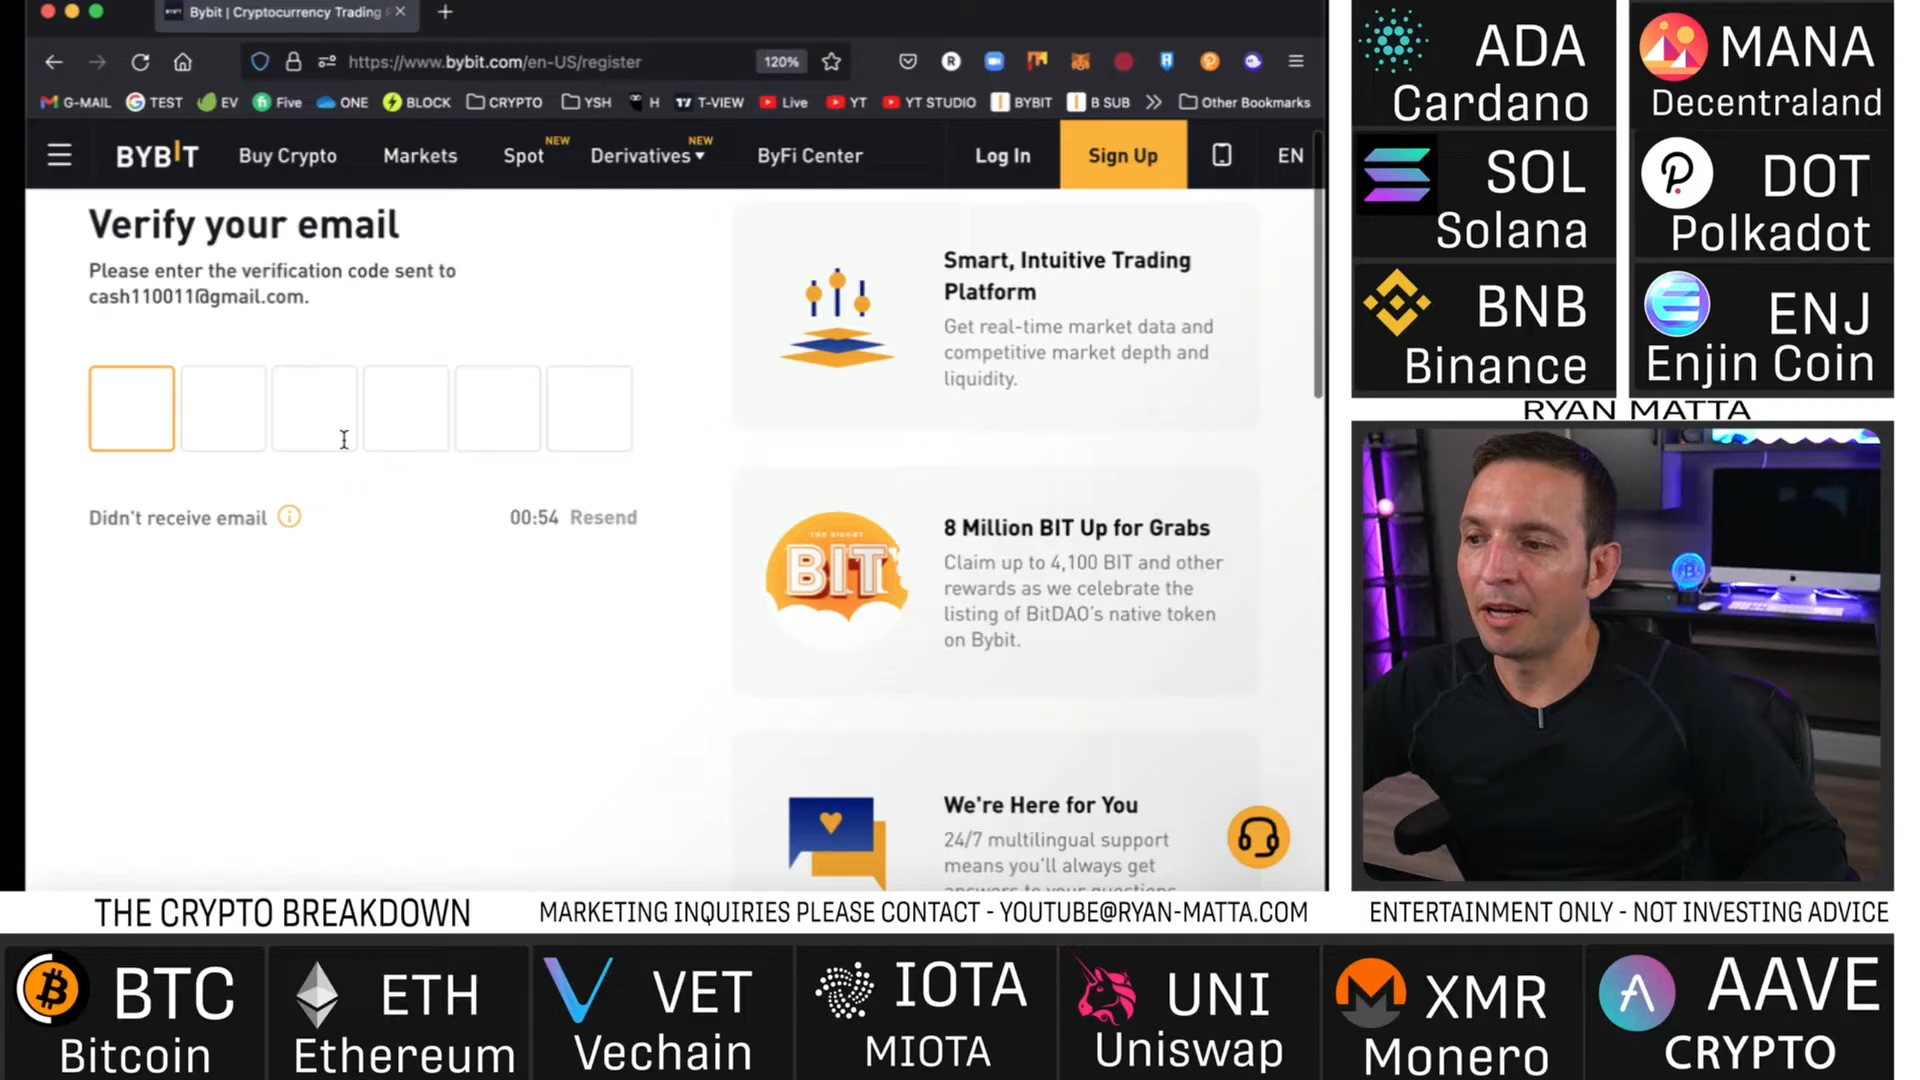 Bybit | Cryptocurrency Trading
https://www.bybit.com/en-US/register
120%
G-MAIL
TEST
EV
Five
ONE
BLOCK
CRYPTO
YSH
H
T-VIEW
Live
YT
YT STUDIO
BYBIT
B SUB
Other Bookmarks
BYBIT
Buy Crypto
Markets
Spot
NEW
Derivatives
NEW
ByFi Center
Log In
Sign Up
EN
Verify your email
Please enter the verification code sent to
cash110011@gmail.com.
Didn't receive email
00:54 Resend
Smart, Intuitive Trading
Platform
Get real-time market data and
competitive market depth and
liquidity.
BIT
8 Million BIT Up for Grabs
Claim up to 4,100 BIT and other
rewards as we celebrate the
listing of BitDAO's native token
on Bybit.
We're Here for You
24/7 multilingual support
means you'll always get
answers to your questions
ADA
Cardano
MANA
Decentraland
SOL
Solana
DOT
Polkadot
BNB
Binance
ENJ
Enjin Coin
RYAN MATTA
THE CRYPTO BREAKDOWN
MARKETING INQUIRIES PLEASE CONTACT - YOUTUBE@RYAN-MATTA.COM
ENTERTAINMENT ONLY - NOT INVESTING ADVICE
BTC
Bitcoin
ETH
Ethereum
VET
Vechain
IOTA
MIOTA
UNI
Uniswap
XMR
Monero
AAVE
CRYPTO